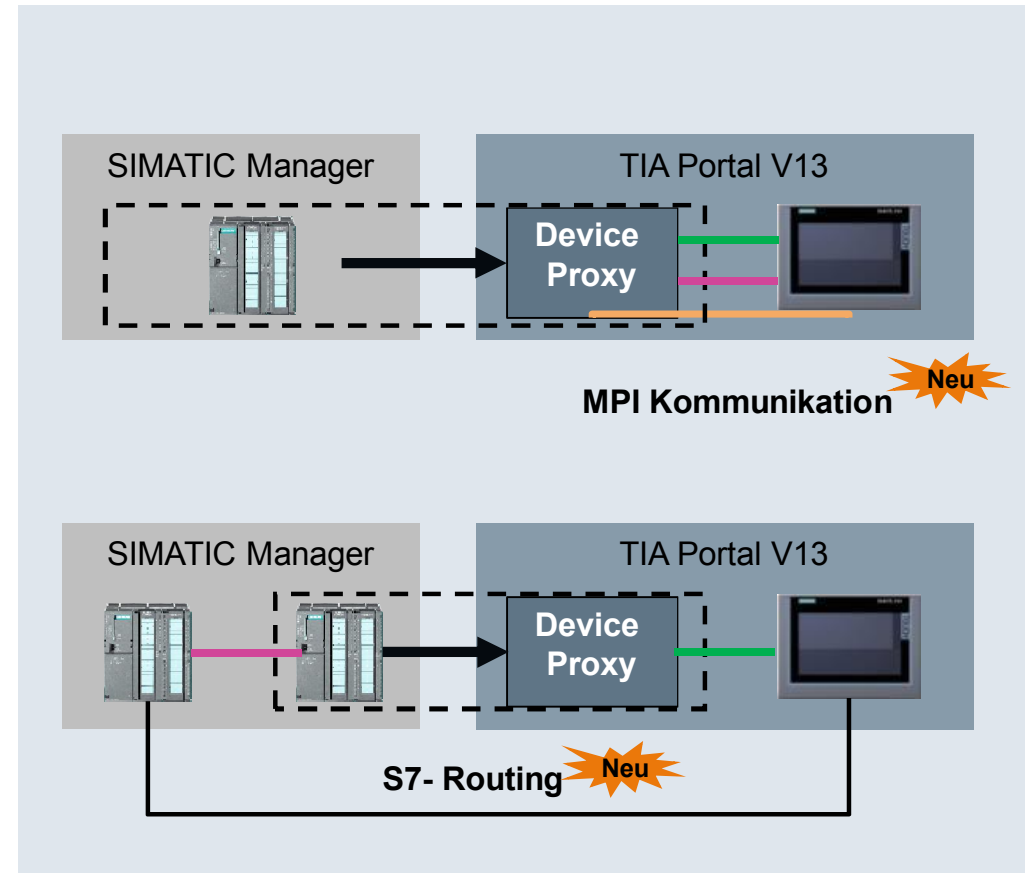 SIMATIC Manager
TIA Portal V13
Device
Proxy
MPI Kommunikation
Neu
SIMATIC Manager
TIA Portal V13
Device
Proxy
S7- Routing
Neu